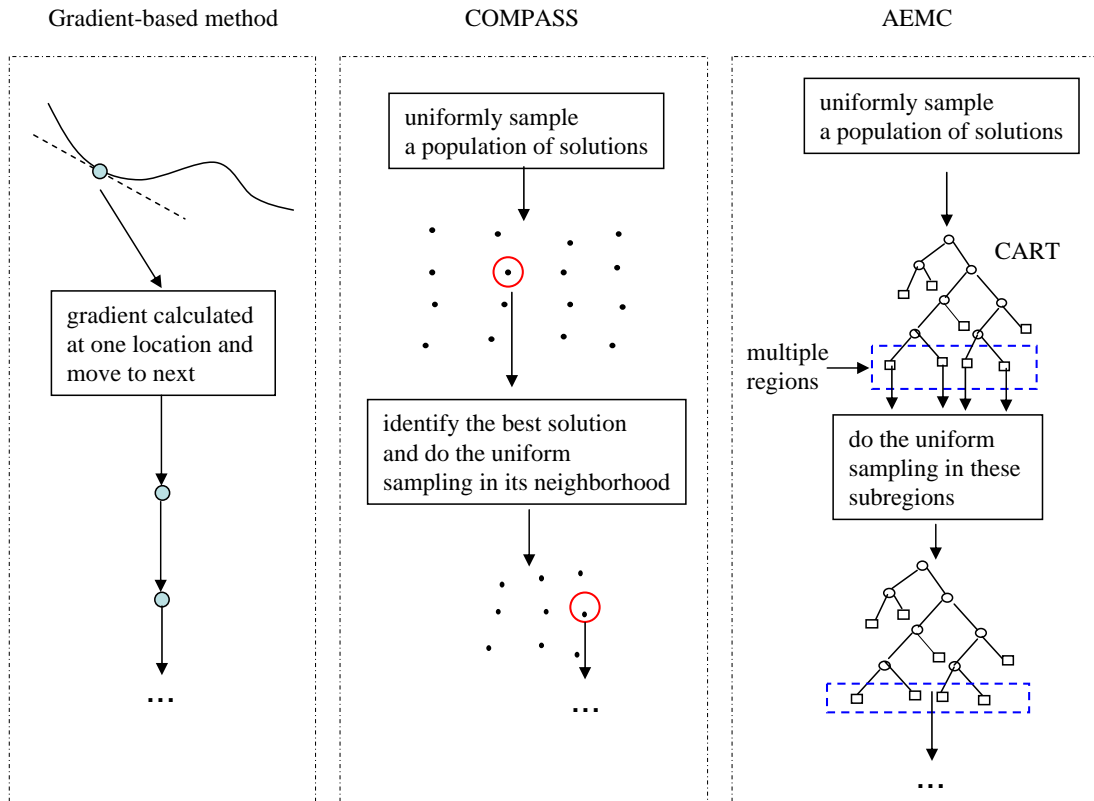 Gradient-based method
gradient calculated
at one location and
move to next
...
COMPASS
uniformly sample
a population of solutions
identify the best solution
and do the uniform
sampling in its neighborhood
...
AEMC
uniformly sample
a population of solutions
CART
multiple
regions
do the uniform
sampling in these
subregions
...